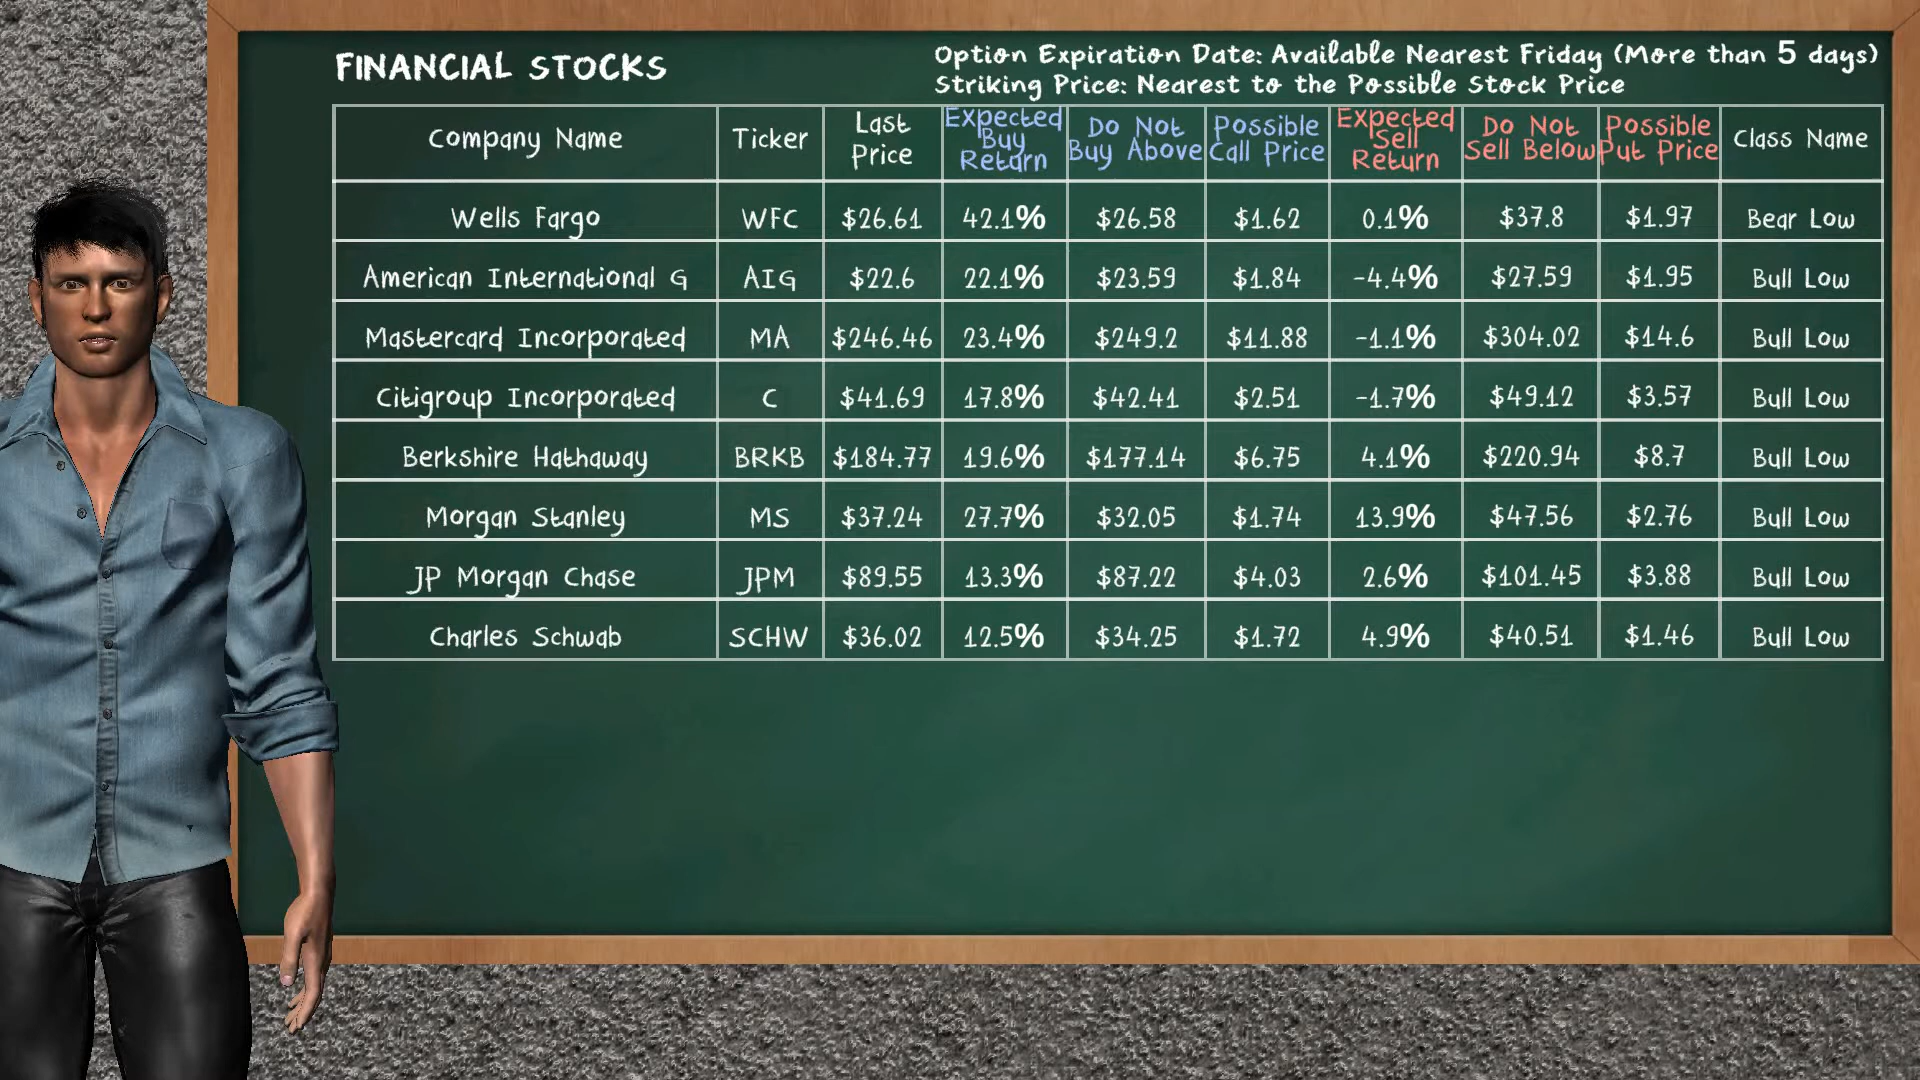 FINANCIAL STOCKS
Option Expiration Date: Available Nearest Friday (More than 5 days)
Striking Price: Nearest to the Possible Stock Price
Company Name Ticker Last Price Expected Buy Return Do Not Buy Above Possible Call Price Expected Sell Return Do Not Sell Below Possible Put Price Class Name
Wells Fargo WFC $26.61 42.1% $26.58 $1.62 0.1% $37.8 $1.97 Bear Low
American International G AIG $22.6 22.1% $23.59 $1.84 -4.4% $27.59 $1.95 Bull Low
Mastercard Incorporated MA $246.46 23.4% $249.2 $11.88 -1.1% $304.02 $14.6 Bull Low
Citigroup Incorporated C $41.69 17.8% $42.41 $2.51 -1.7% $49.12 $3.57 Bull Low
Berkshire Hathaway BRKB $184.77 19.6% $177.14 $6.75 4.1% $220.94 $8.7 Bull Low
Morgan Stanley MS $37.24 27.7% $32.05 $1.74 13.9% $47.56 $2.76 Bull Low
JP Morgan Chase JPM $89.55 13.3% $87.22 $4.03 2.6% $101.45 $3.88 Bull Low
Charles Schwab SCHW $36.02 12.5% $34.25 $1.72 4.9% $40.51 $1.46 Bull Low